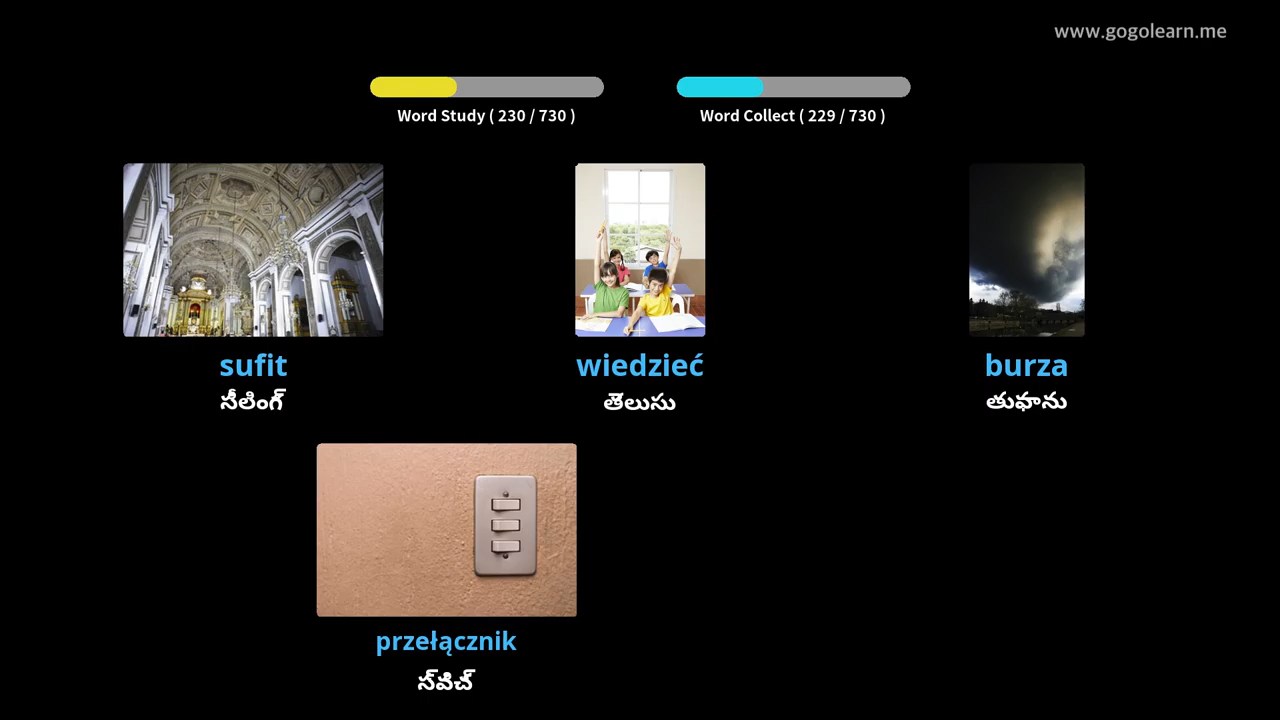 www.gogolearn.me
Word Study ( 230 / 730 )
Word Collect ( 229 / 730 )
sufit
సీలింగ్
wiedzieć
తెలుసు
burza
తుఫాను
przełącznik
స్విచ్